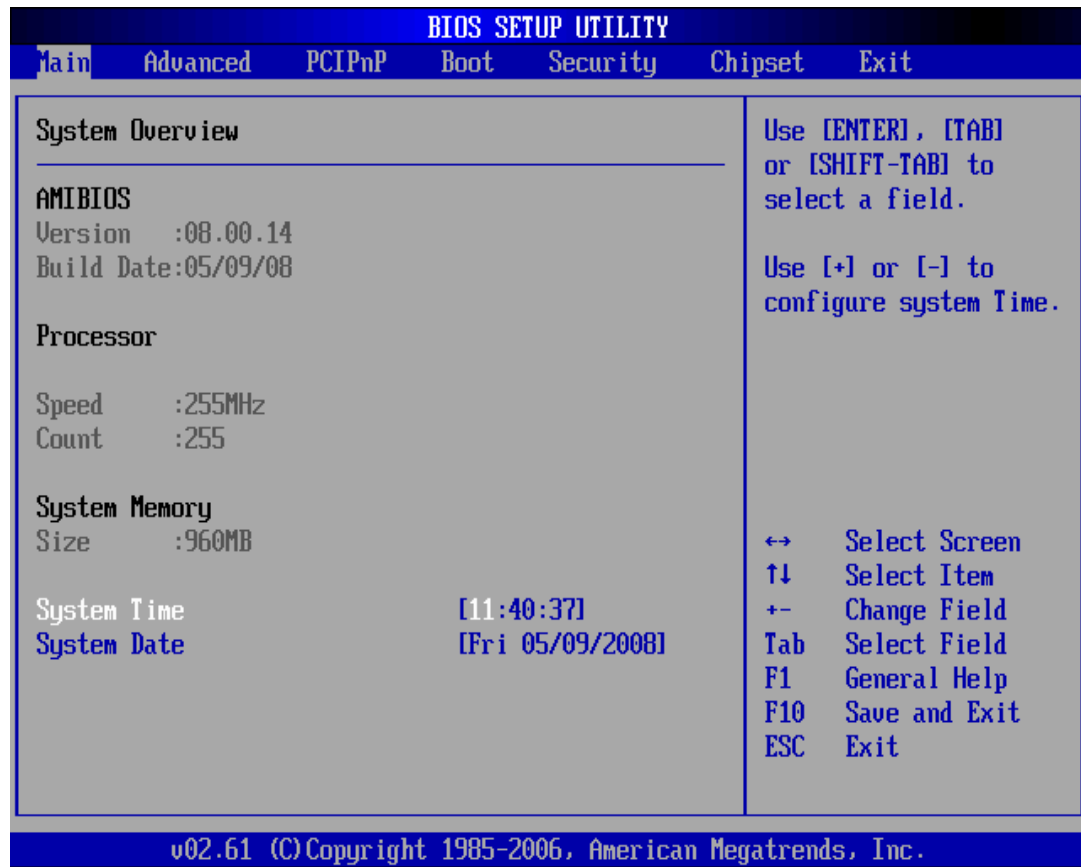 BIOS SETUP UTILITY
Main Advanced PCIPnP Boot Security Chipset Exit
System Overview
AMIBIOS
Version :08.00.14
Build Date:05/09/08
Processor
Speed :255MHz
Count :255
System Memory
Size :960MB
System Time [11:40:37]
System Date [Fri 05/09/2008]
Use [ENTER], [TAB]
or [SHIFT-TAB] to
select a field.
Use [+] or [-] to
configure system Time.
←→ Select Screen
↑↓ Select Item
+- Change Field
Tab Select Field
F1 General Help
F10 Save and Exit
ESC Exit
v02.61 (C)Copyright 1985-2006, American Megatrends, Inc.